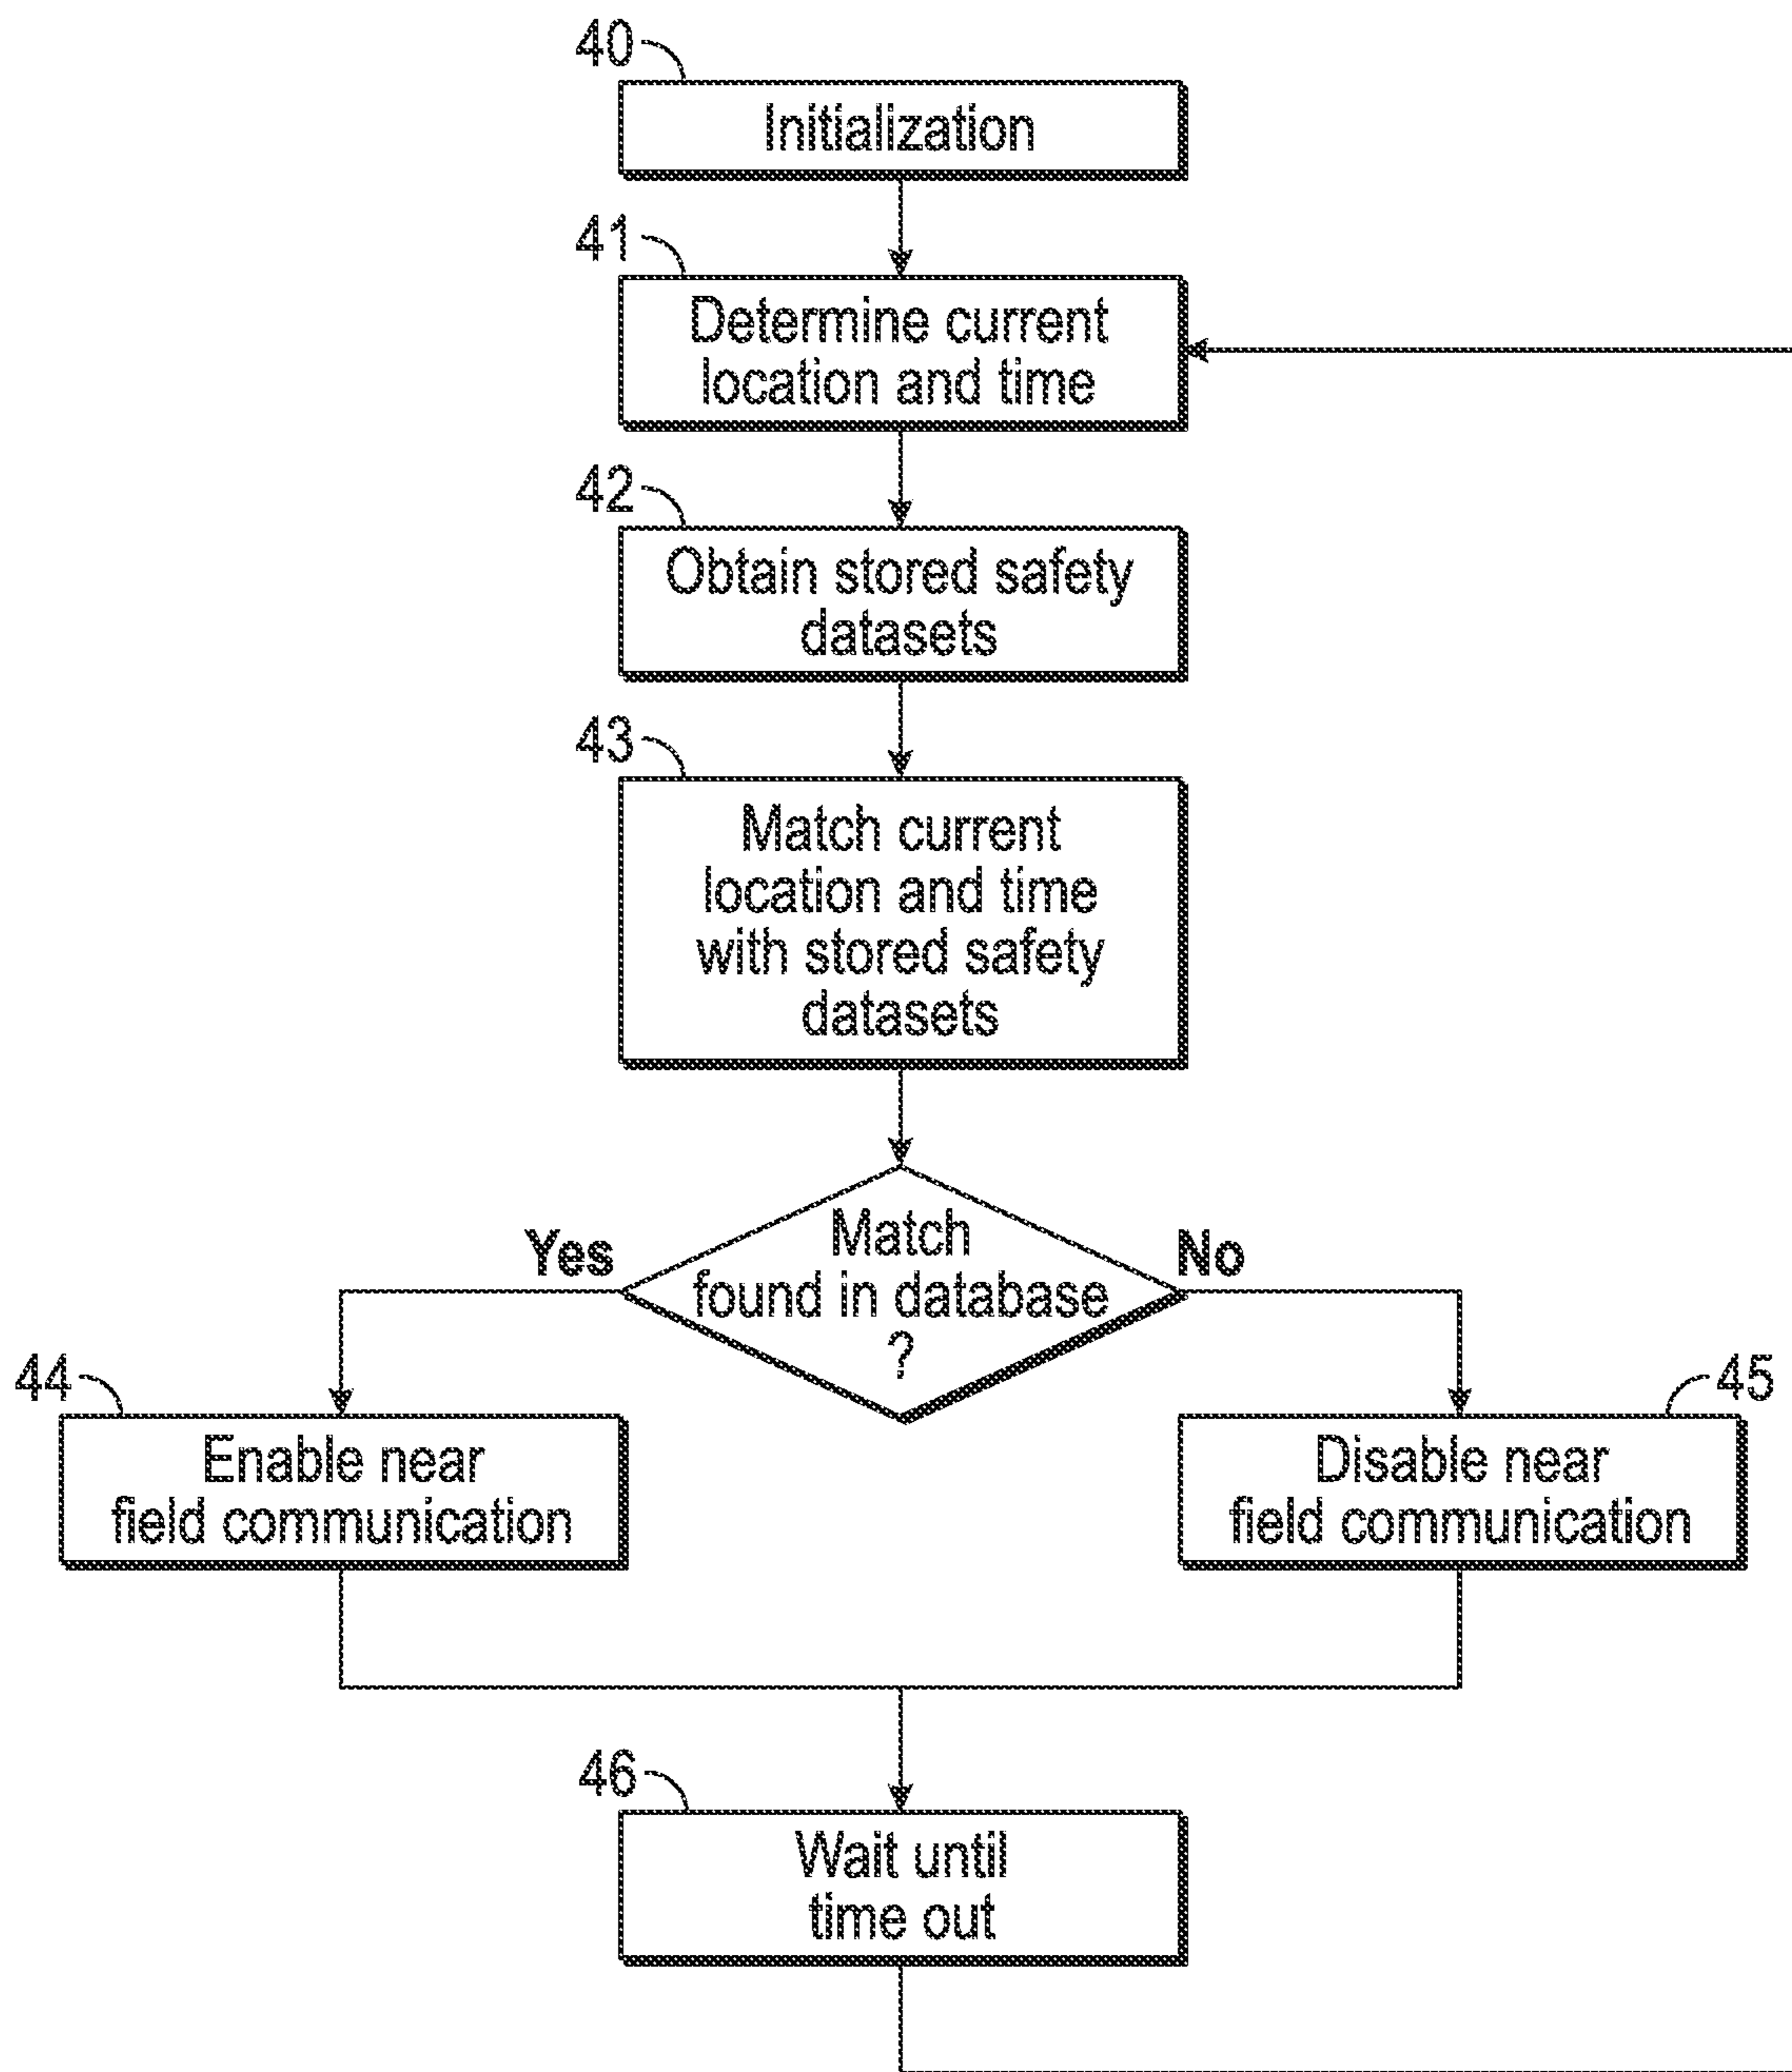 40
Initialization
41
Determine current
location and time
42
Obtain stored safety
datasets
43
Match current
location and time
with stored safety
datasets
Match
found in database
?
Yes
No
44
Enable near
field communication
45
Disable near
field communication
46
Wait until
time out